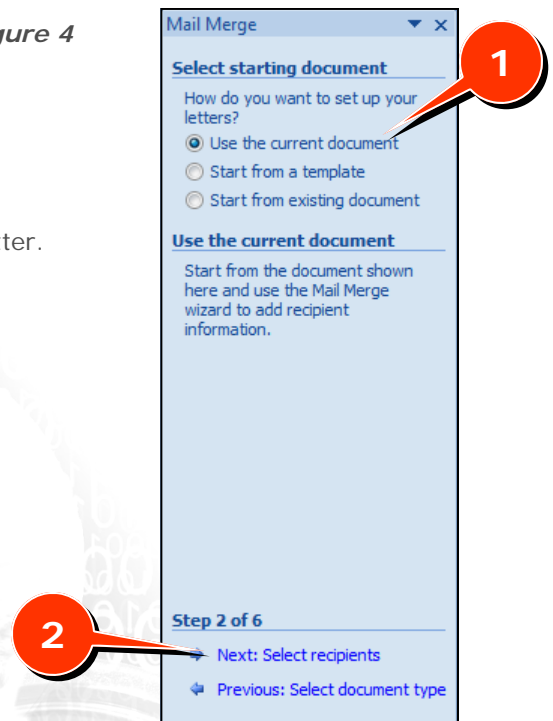 gure 4
Mail Merge
1
Select starting document
How do you want to set up your
letters?
Use the current document
Start from a template
Start from existing document
tter.
Use the current document
Start from the document shown
here and use the Mail Merge
wizard to add recipient
information.
Step 2 of 6
2
Next: Select recipients
Previous: Select document type